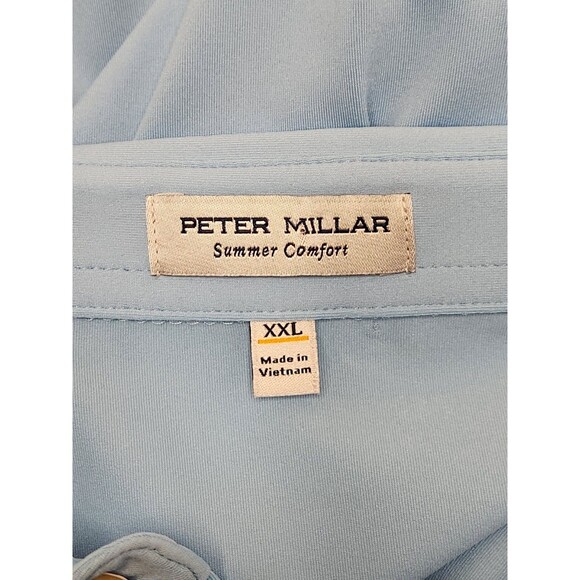 PETER MILLAR
Summer Comfort
XXL
Made in
Vietnam